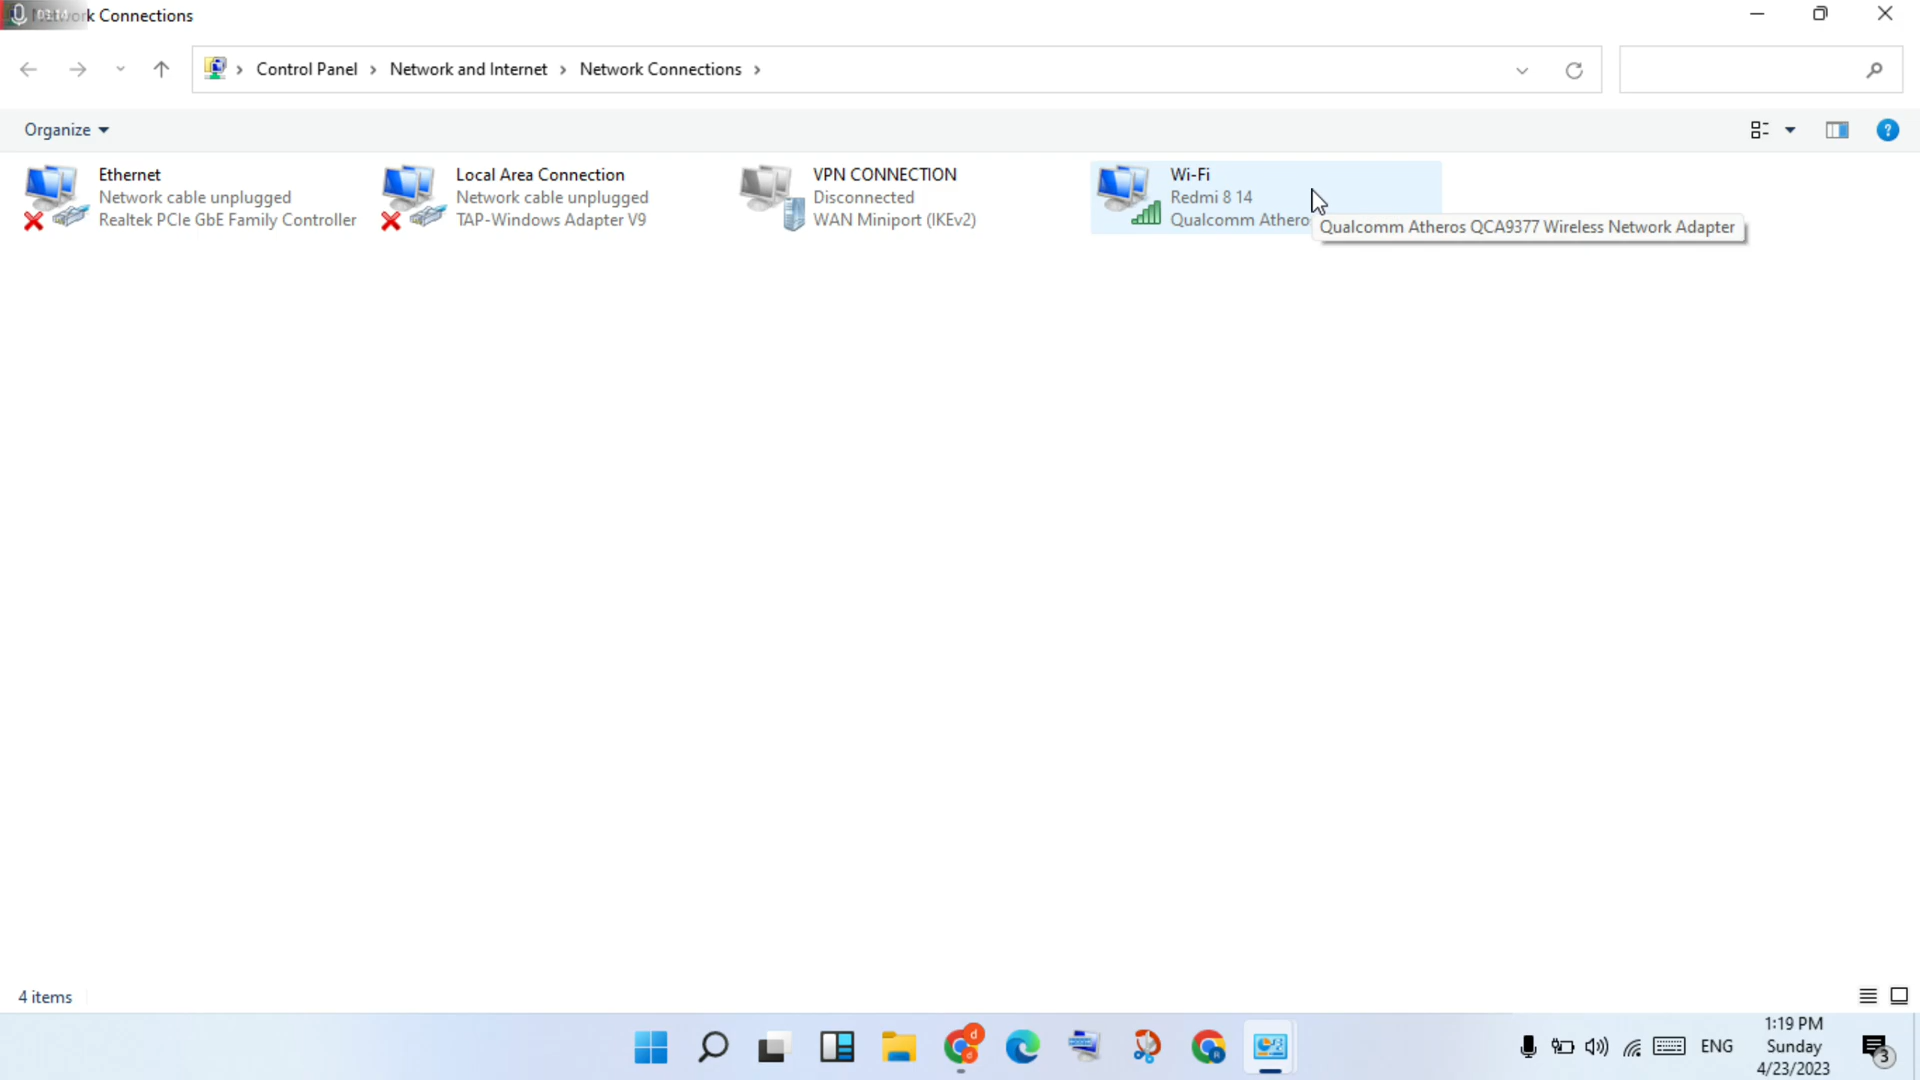 Network Connections
Control Panel > Network and Internet > Network Connections >
Organize
Ethernet
Network cable unplugged
Realtek PCIe GbE Family Controller
Local Area Connection
Network cable unplugged
TAP-Windows Adapter V9
VPN CONNECTION
Disconnected
WAN Miniport (IKEv2)
Wi-Fi
Redmi 8 14
Qualcomm Athero
Qualcomm Atheros QCA9377 Wireless Network Adapter
4 items
ENG
1:19 PM
Sunday
4/23/2023
3